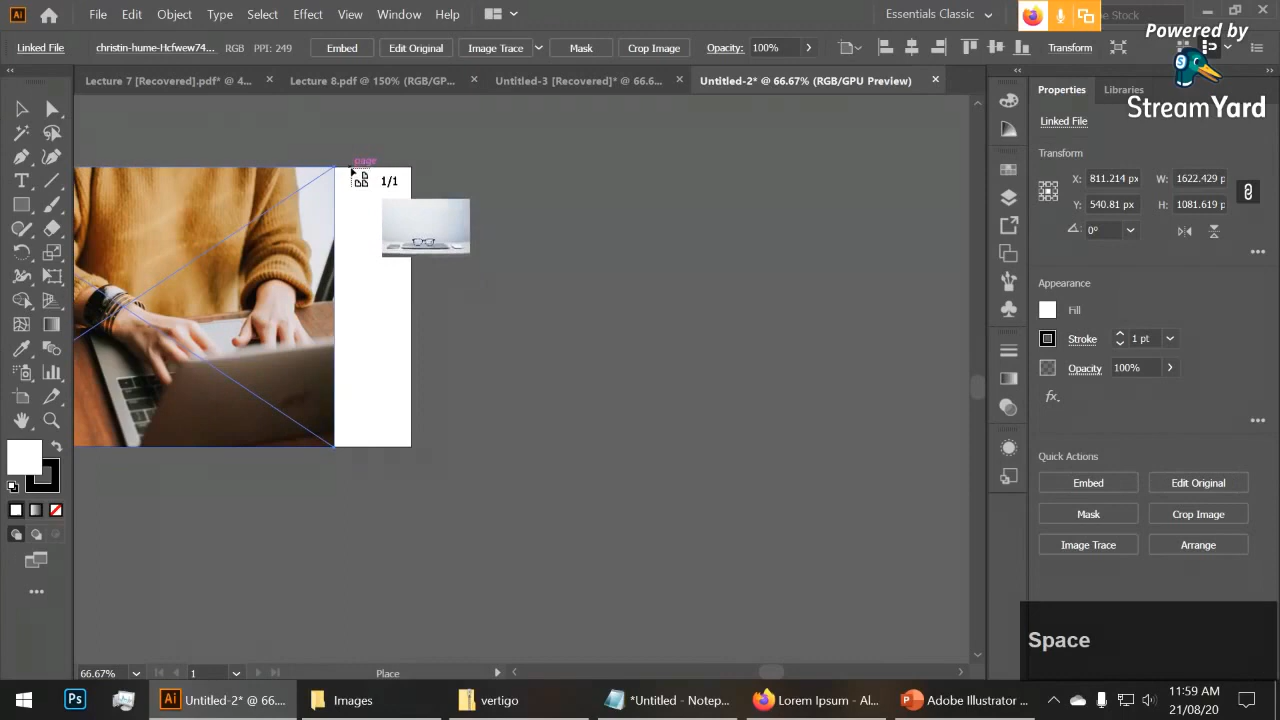 Ai File Edit Object Type Select Effect View Window Help Essentials Classic Stock
Powered by
StreamYard
Linked File christin-hume-Hcfwew74... RGB PPI: 249 Embed Edit Original Image Trace Mask Crop Image Opacity: 100% Transform
Lecture 7 [Recovered].pdf* @ 4... Lecture 8.pdf @ 150% (RGB/GP... Untitled-3 [Recovered]* @ 66.6... Untitled-2* @ 66.67% (RGB/GPU Preview)
Properties Libraries
Linked File
Transform
X: 811.214 px W: 1622.429 p
Y: 540.81 px H: 1081.619 p
0°
Appearance
Fill
Stroke 1 pt
Opacity 100%
fx.
Quick Actions
Embed Edit Original
Mask Crop Image
Image Trace Arrange
page
1/1
Space
66.67% 1 Place
Ps Ai Untitled-2* @ 66.... Images vertigo *Untitled - Notep... Lorem Ipsum - Al... Adobe Illustrator ...
11:59 AM
21/08/20